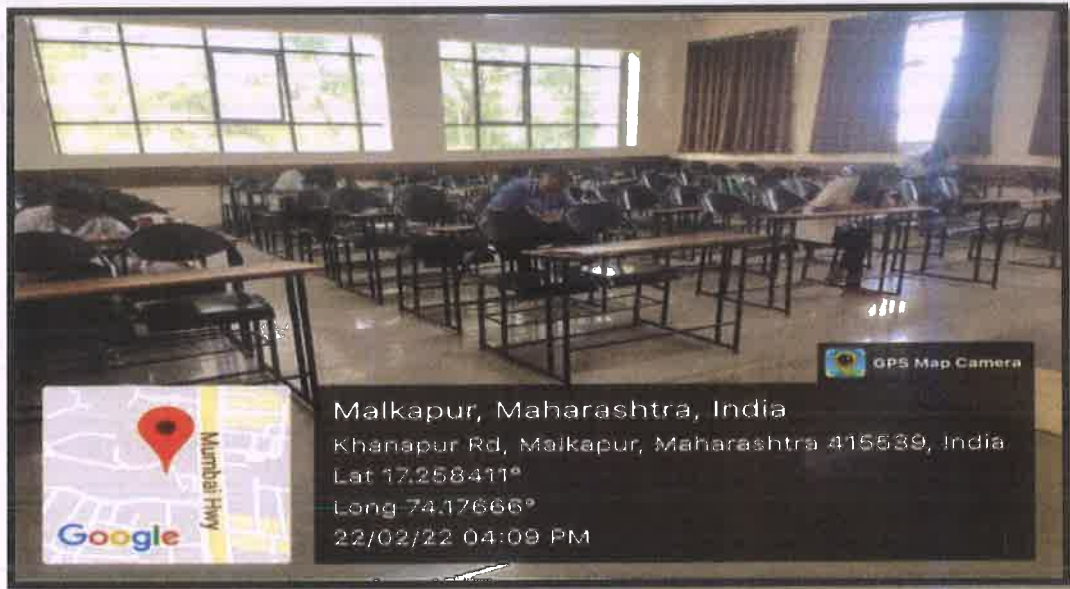 GPS Map Camera
Malkapur, Maharashtra, India
Khanapur Rd, Malkapur, Maharashtra 415539, India
Lat 17.258411°
Long 74.17666°
22/02/22 04:09 PM
Mumbai Hwy
Google